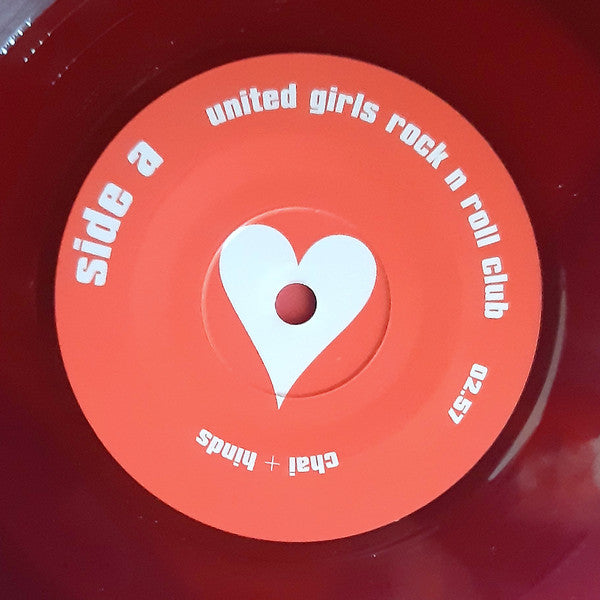 side a
united girls rock n roll club
02.57
chai + hinds